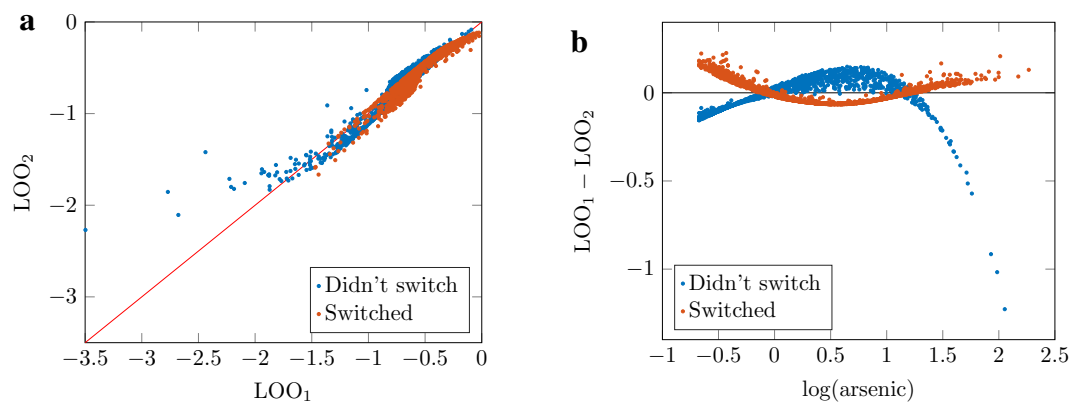 a
0
−1
−2
−3
LOO₂
Didn't switch
Switched
−3.5 −3 −2.5 −2 −1.5 −1 −0.5 0
LOO₁
b
0
−0.5
−1
LOO₁ − LOO₂
Didn't switch
Switched
−1 −0.5 0 0.5 1 1.5 2 2.5
log(arsenic)